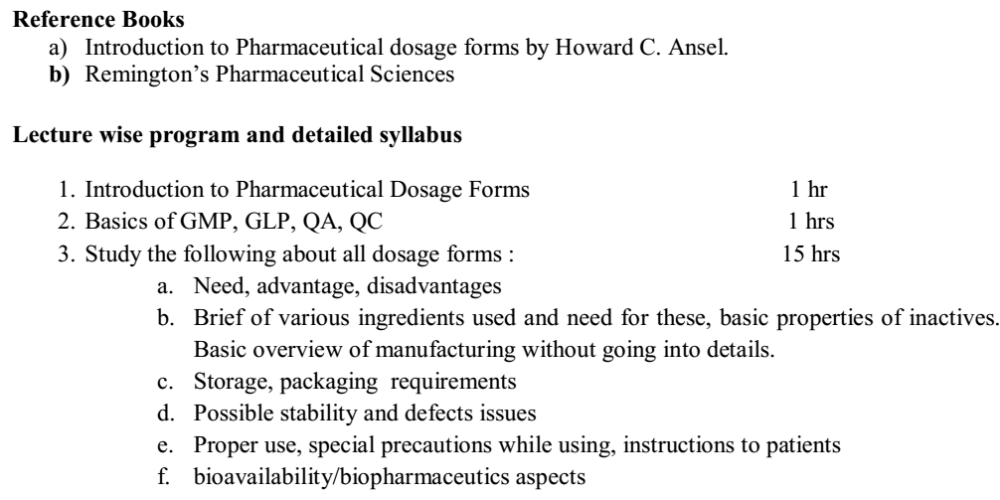 Reference Books
a) Introduction to Pharmaceutical dosage forms by Howard C. Ansel.
b) Remington's Pharmaceutical Sciences
Lecture wise program and detailed syllabus
1. Introduction to Pharmaceutical Dosage Forms 1 hr
2. Basics of GMP, GLP, QA, QC 1 hrs
3. Study the following about all dosage forms : 15 hrs
a. Need, advantage, disadvantages
b. Brief of various ingredients used and need for these, basic properties of inactives.
Basic overview of manufacturing without going into details.
c. Storage, packaging requirements
d. Possible stability and defects issues
e. Proper use, special precautions while using, instructions to patients
f. bioavailability/biopharmaceutics aspects